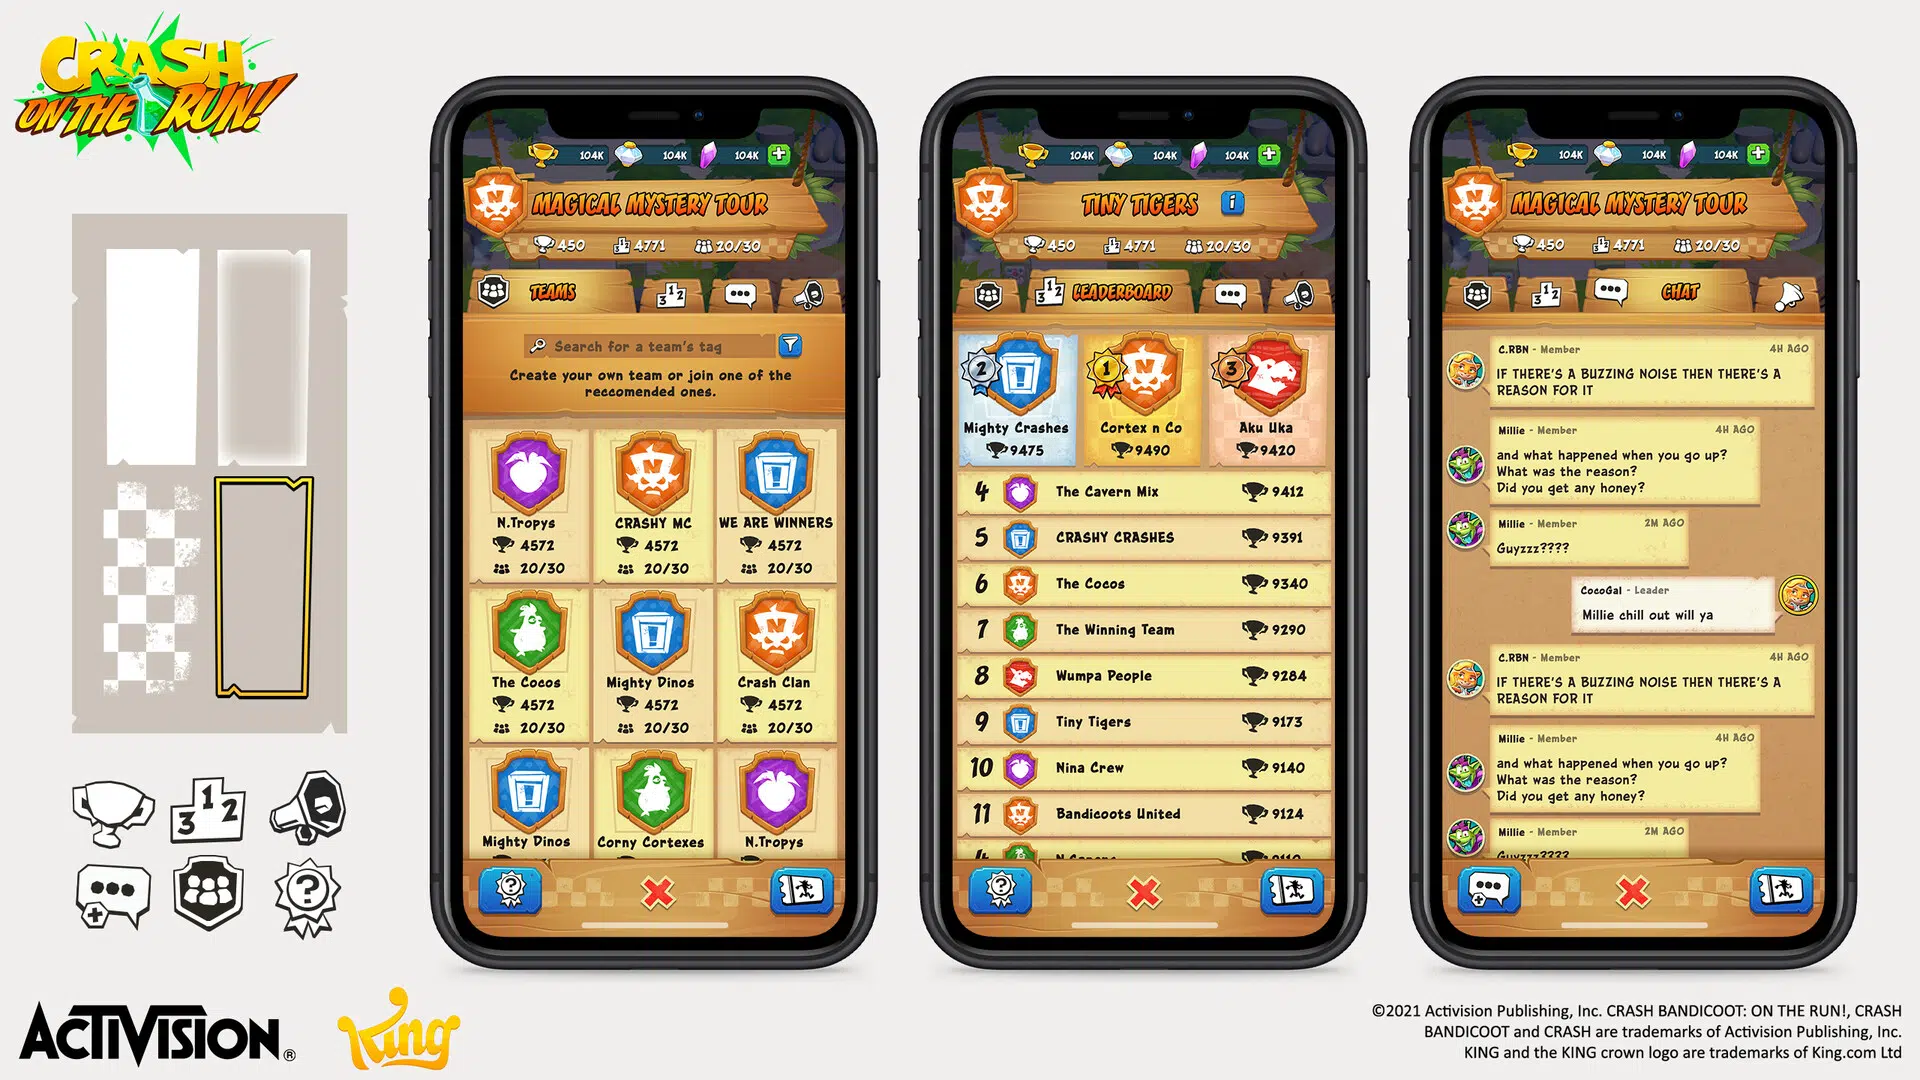 CRASH
ON THE RUN!
104K 104K 104K
MAGICAL MYSTERY TOUR
450 4771 20/30
TEAMS
3 1 2
Search for a team's tag
Create your own team or join one of the
reccomended ones.
N.Tropys
4572
20/30
CRASHY MC
4572
20/30
WE ARE WINNERS
4572
20/30
The Cocos
4572
20/30
Mighty Dinos
4572
20/30
Crash Clan
4572
20/30
Mighty Dinos
Corny Cortexes
N.Tropys
?
104K 104K 104K
TINY TIGERS i
450 4771 20/30
3 1 2 LEADERBOARD
2
Mighty Crashes
9475
1
Cortex n Co
9490
3
Aku Uka
9420
4 The Cavern Mix 9412
5 CRASHY CRASHES 9391
6 The Cocos 9340
7 The Winning Team 9290
8 Wumpa People 9284
9 Tiny Tigers 9173
10 Nina Crew 9140
11 Bandicoots United 9124
?
104K 104K 104K
MAGICAL MYSTERY TOUR
450 4771 20/30
3 1 2
CHAT
C.RBN - Member 4H AGO
IF THERE'S A BUZZING NOISE THEN THERE'S A
REASON FOR IT
Millie - Member 4H AGO
and what happened when you go up?
What was the reason?
Did you get any honey?
Millie - Member 2M AGO
Guyzzz????
CocoGal - Leader
Millie chill out will ya
C.RBN - Member 4H AGO
IF THERE'S A BUZZING NOISE THEN THERE'S A
REASON FOR IT
Millie - Member 4H AGO
and what happened when you go up?
What was the reason?
Did you get any honey?
Millie - Member 2M AGO
Guyzzz????
3 1 2
?
ACTIVISION®
King
©2021 Activision Publishing, Inc. CRASH BANDICOOT: ON THE RUN!, CRASH
BANDICOOT and CRASH are trademarks of Activision Publishing, Inc.
KING and the KING crown logo are trademarks of King.com Ltd